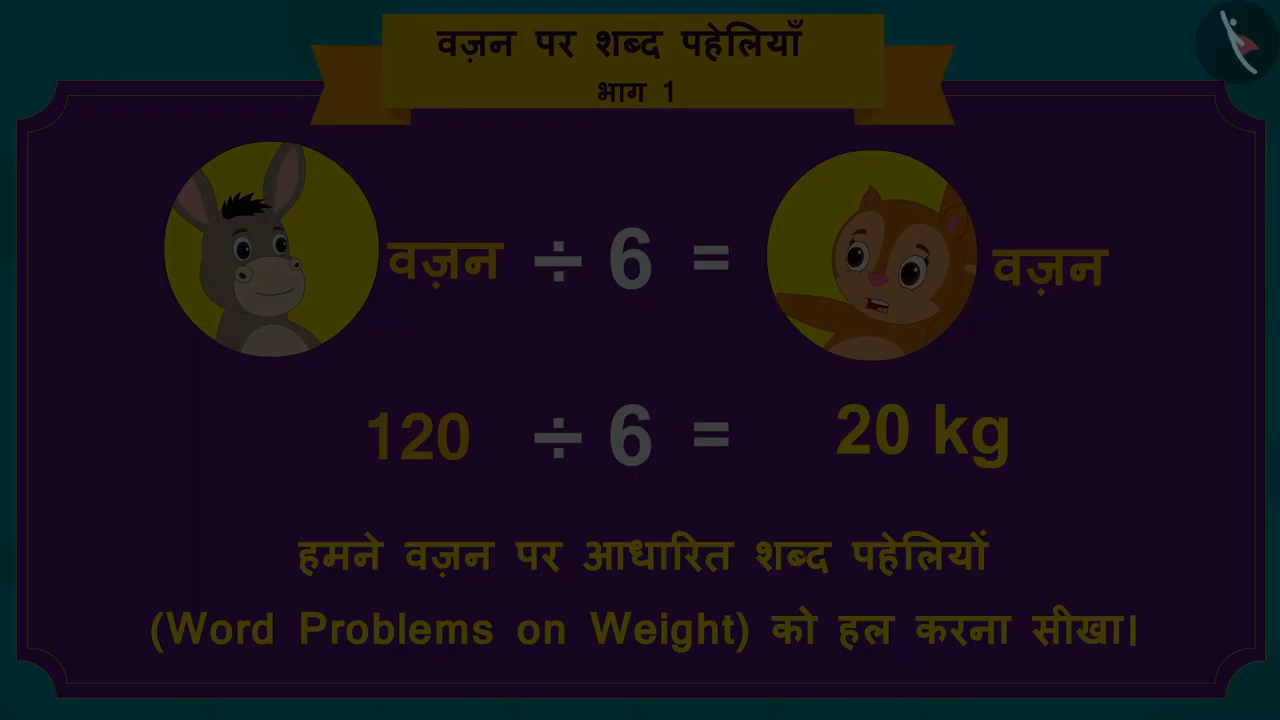 वज़न पर शब्द पहेलियाँ
भाग 1
वज़न ÷ 6 = वज़न
120 ÷ 6 = 20 kg
हमने वज़न पर आधारित शब्द पहेलियों
(Word Problems on Weight) को हल करना सीखा।